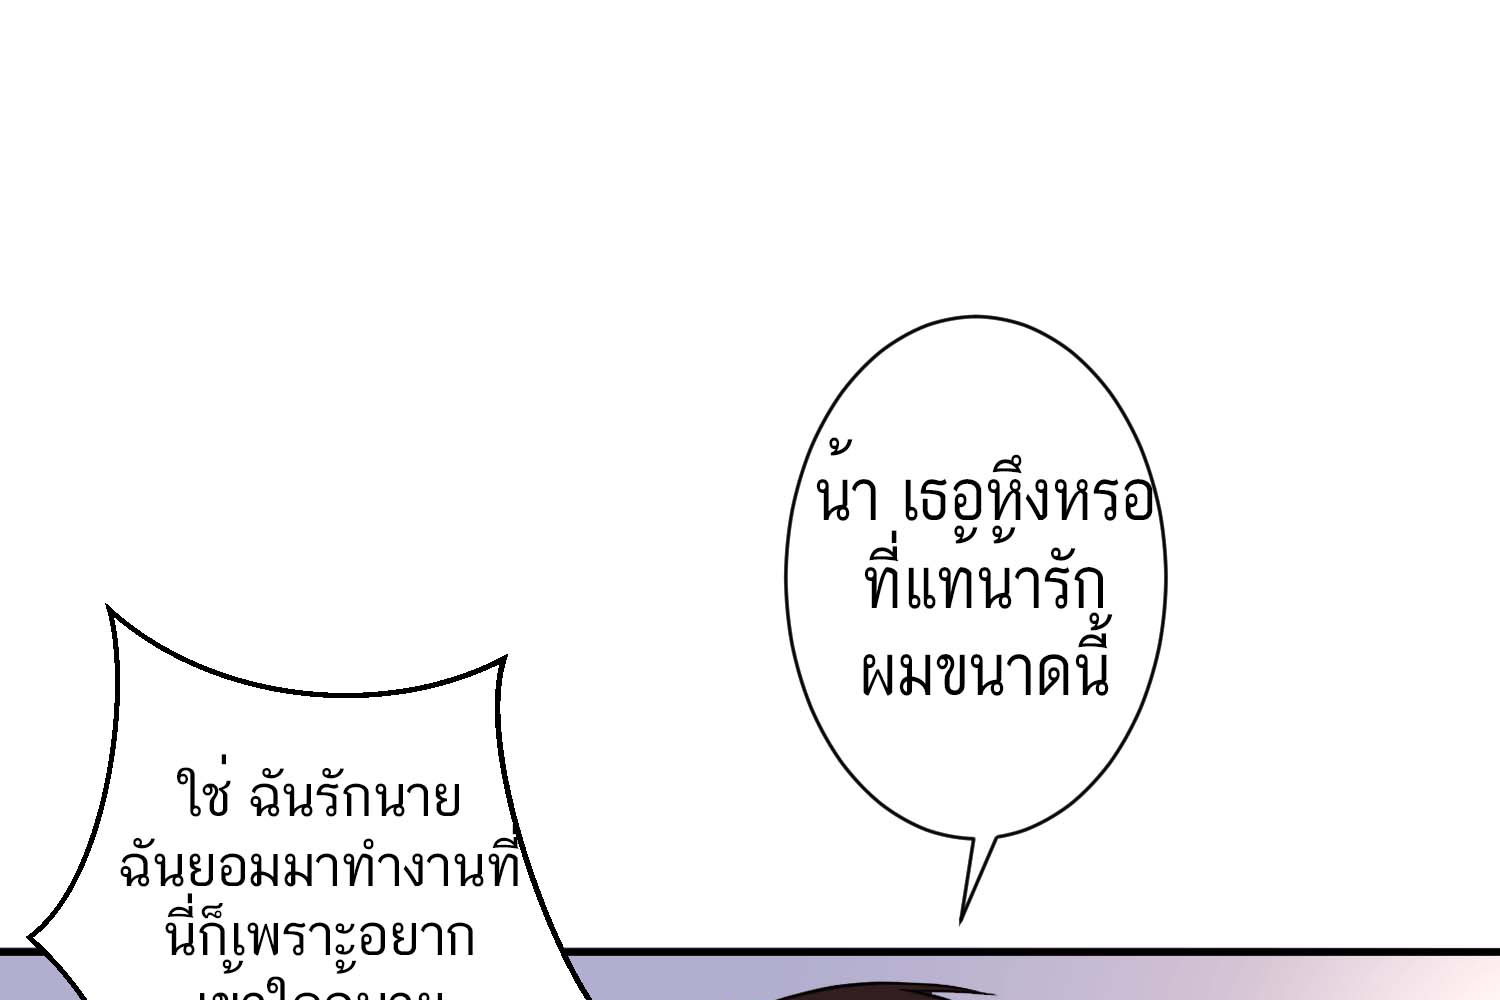 น้า เธอหึงหรอ
ที่แท้น้ารัก
ผมขนาดนี้
ใช่ ฉันรักนาย
ฉันยอมมาทำงานที่
นี่ก็เพราะอยาก